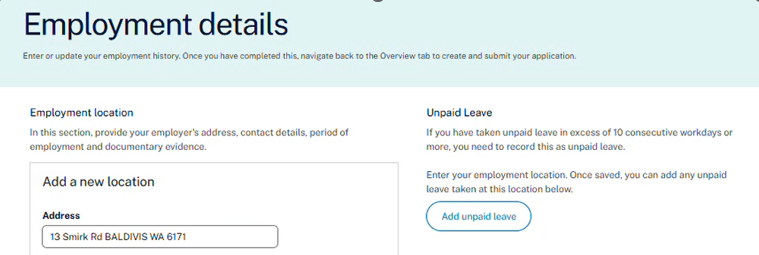 Employment details
Enter or update your employment history. Once you have completed this, navigate back to the Overview tab to create and submit your application.
Employment location
In this section, provide your employer's address, contact details, period of
employment and documentary evidence.
Add a new location
Address
13 Smirk Rd BALDIVIS WA 6171
Unpaid Leave
If you have taken unpaid leave in excess of 10 consecutive workdays or
more, you need to record this as unpaid leave.
Enter your employment location. Once saved, you can add any unpaid
leave taken at this location below.
Add unpaid leave